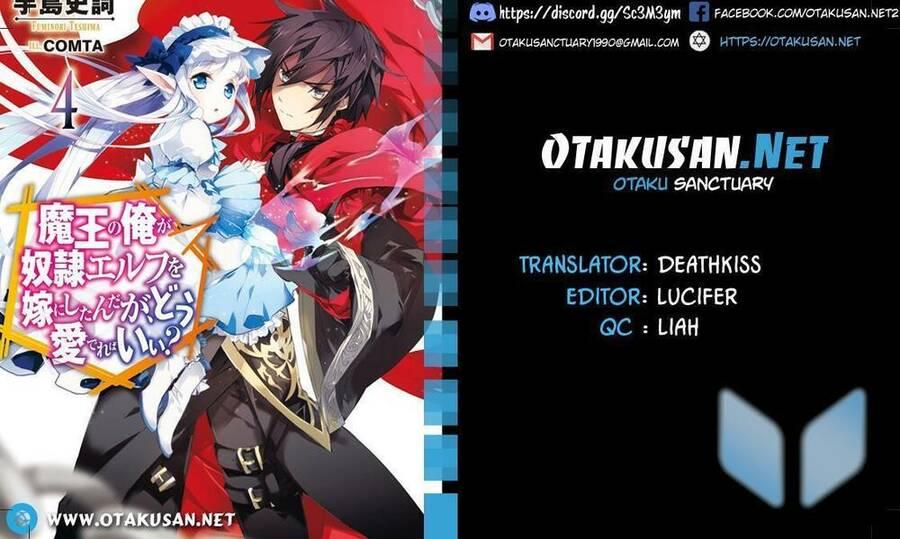 手島史詞
FUMINORI TESHIMA
ILL. COMTA
4
魔王の俺が
奴隷エルフを
嫁にしたんだが、どう
愛でればいい?
WWW.OTAKUSAN.NET
https://discord.gg/Sc3M3ym
FACEBOOK.COM/OTAKUSAN.NET2
OTAKUSANCTUARY1990@GMAIL.COM
HTTPS://OTAKUSAN.NET
OTAKUSAN.NET
OTAKU SANCTUARY
TRANSLATOR: DEATHKISS
EDITOR: LUCIFER
QC : LIAH